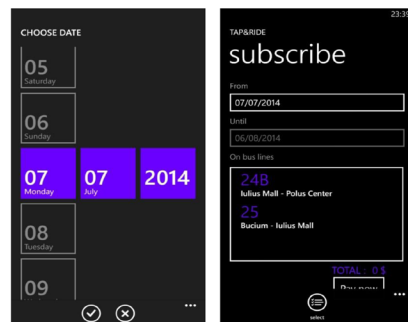 CHOOSE DATE
05
Saturday
06
Sunday
07
Monday
07
July
2014
08
Tuesday
09
23:39
TAP&RIDE
subscribe
From
07/07/2014
Until
06/08/2014
On bus lines
24B
Iulius Mall - Polus Center
25
Bucium - Iulius Mall
TOTAL : 0 $
Pay now
select